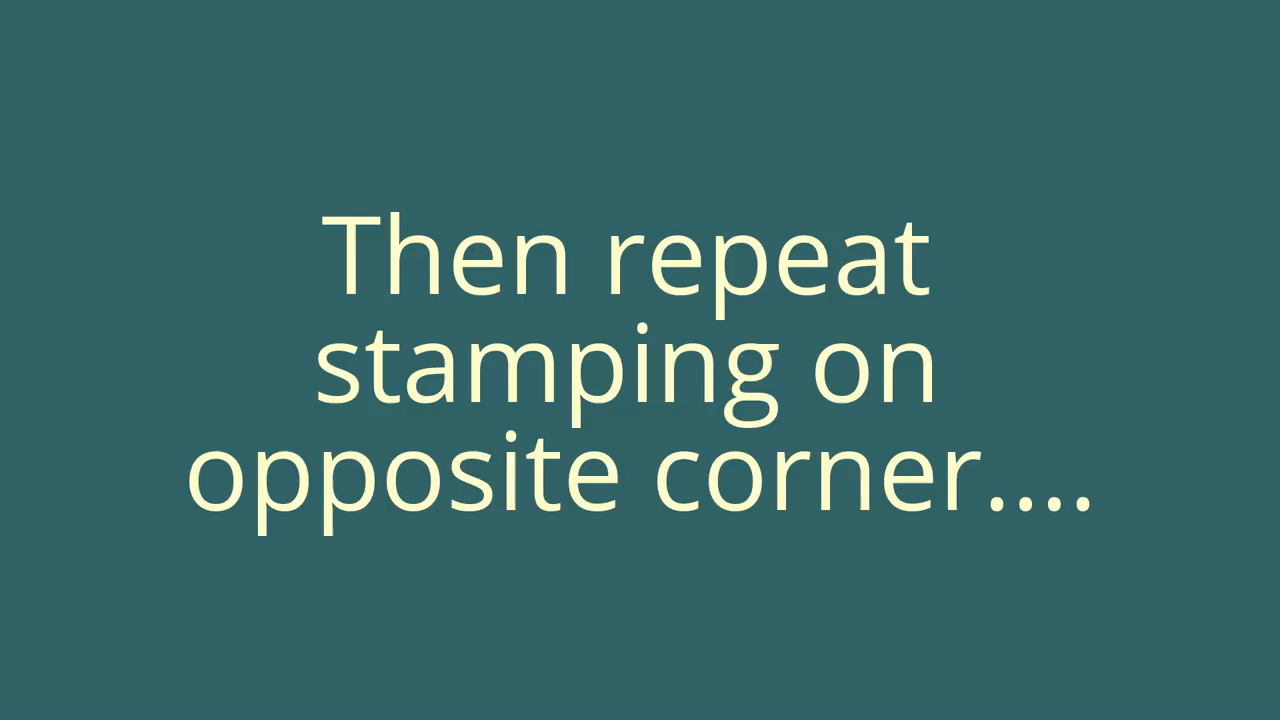 Then repeat
stamping on
opposite corner....